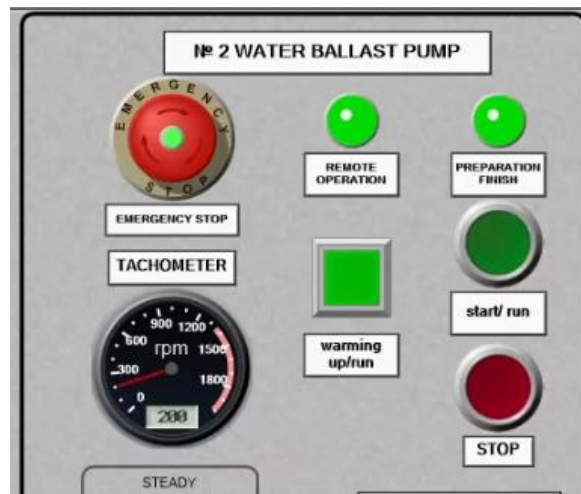 № 2 WATER BALLAST PUMP
EMERGENCY
STOP
EMERGENCY STOP
REMOTE
OPERATION
PREPARATION
FINISH
TACHOMETER
start/ run
900 1200
600
rpm
1500
300
1800
0
200
warming
up/run
STOP
STEADY